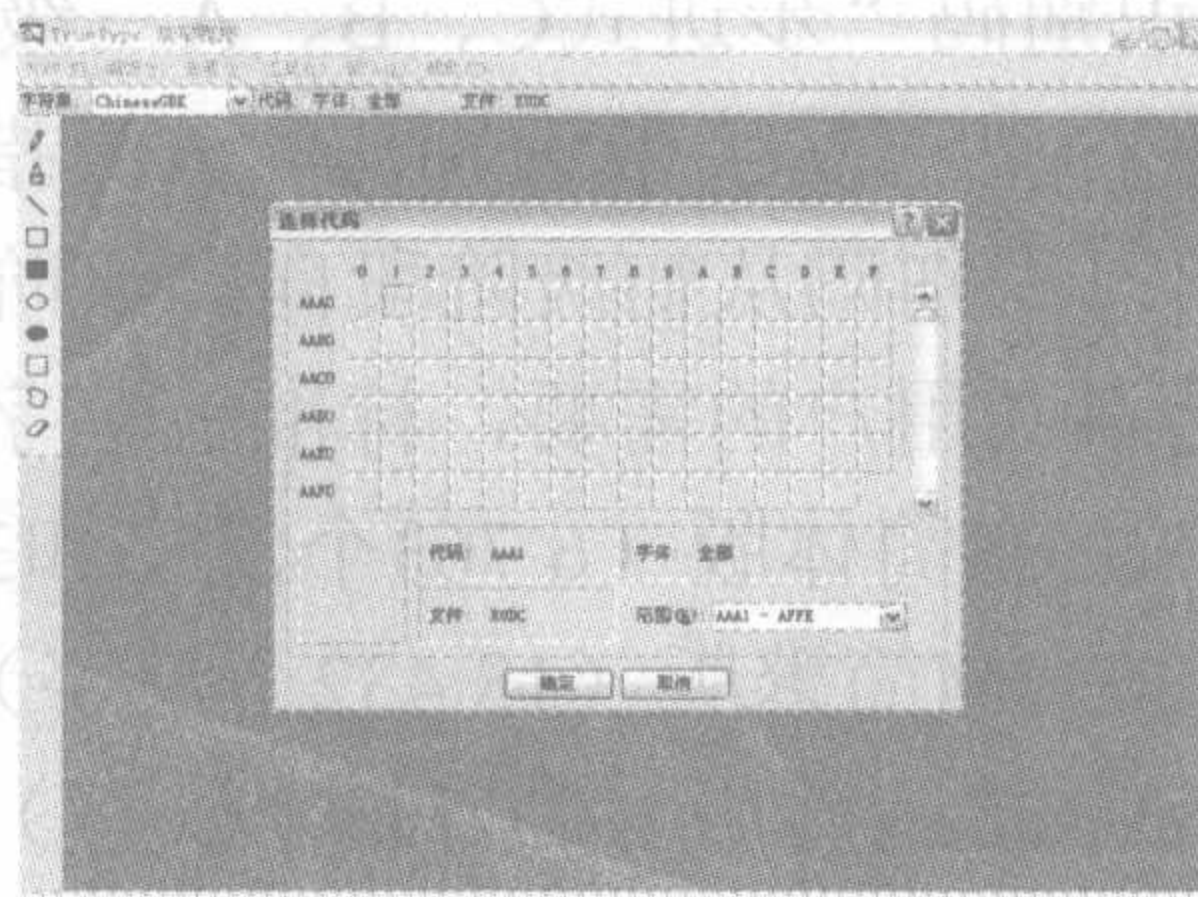 TrueType 造字程序
字符集: ChineseGBK 代码: 字体: 全部 文件: EUDC
选择代码
0 1 2 3 4 5 6 7 8 9 A B C D E F
AAA0
AAB0
AAC0
AAD0
AAE0
AAF0
代码: AAA1 字体: 全部
文件: EUDC 范围(R): AAA1 - AFFE
确定 取消